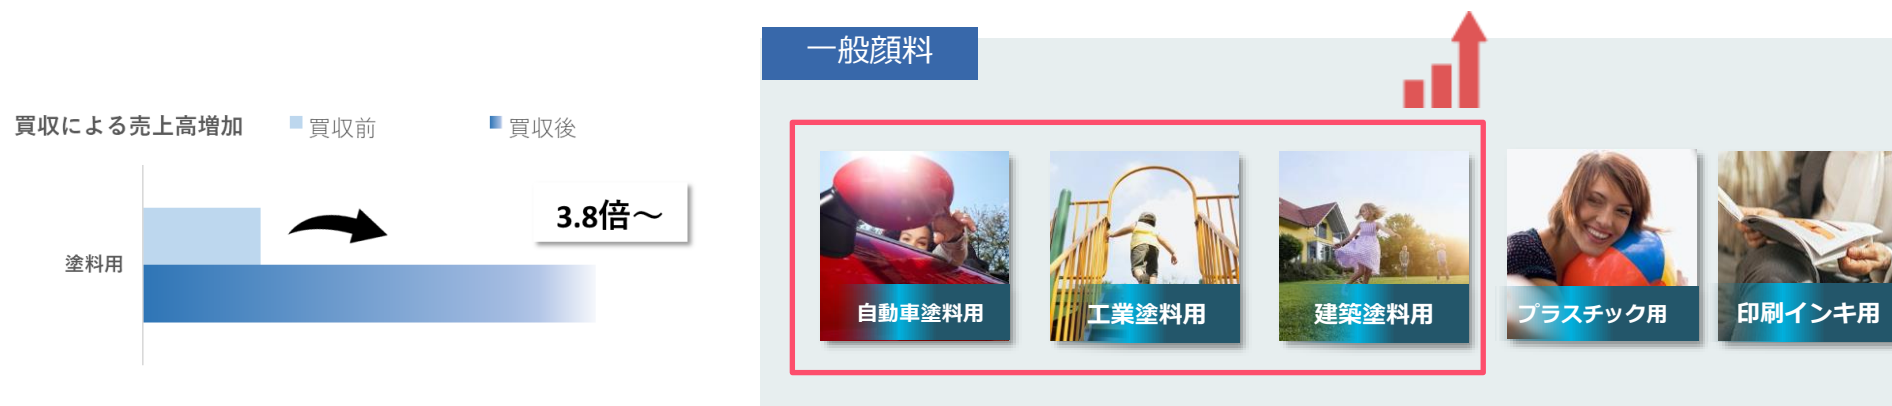 買収による売上高増加
買収前
買収後
3.8倍～
塗料用
一般顔料
自動車塗料用
工業塗料用
建築塗料用
プラスチック用
印刷インキ用